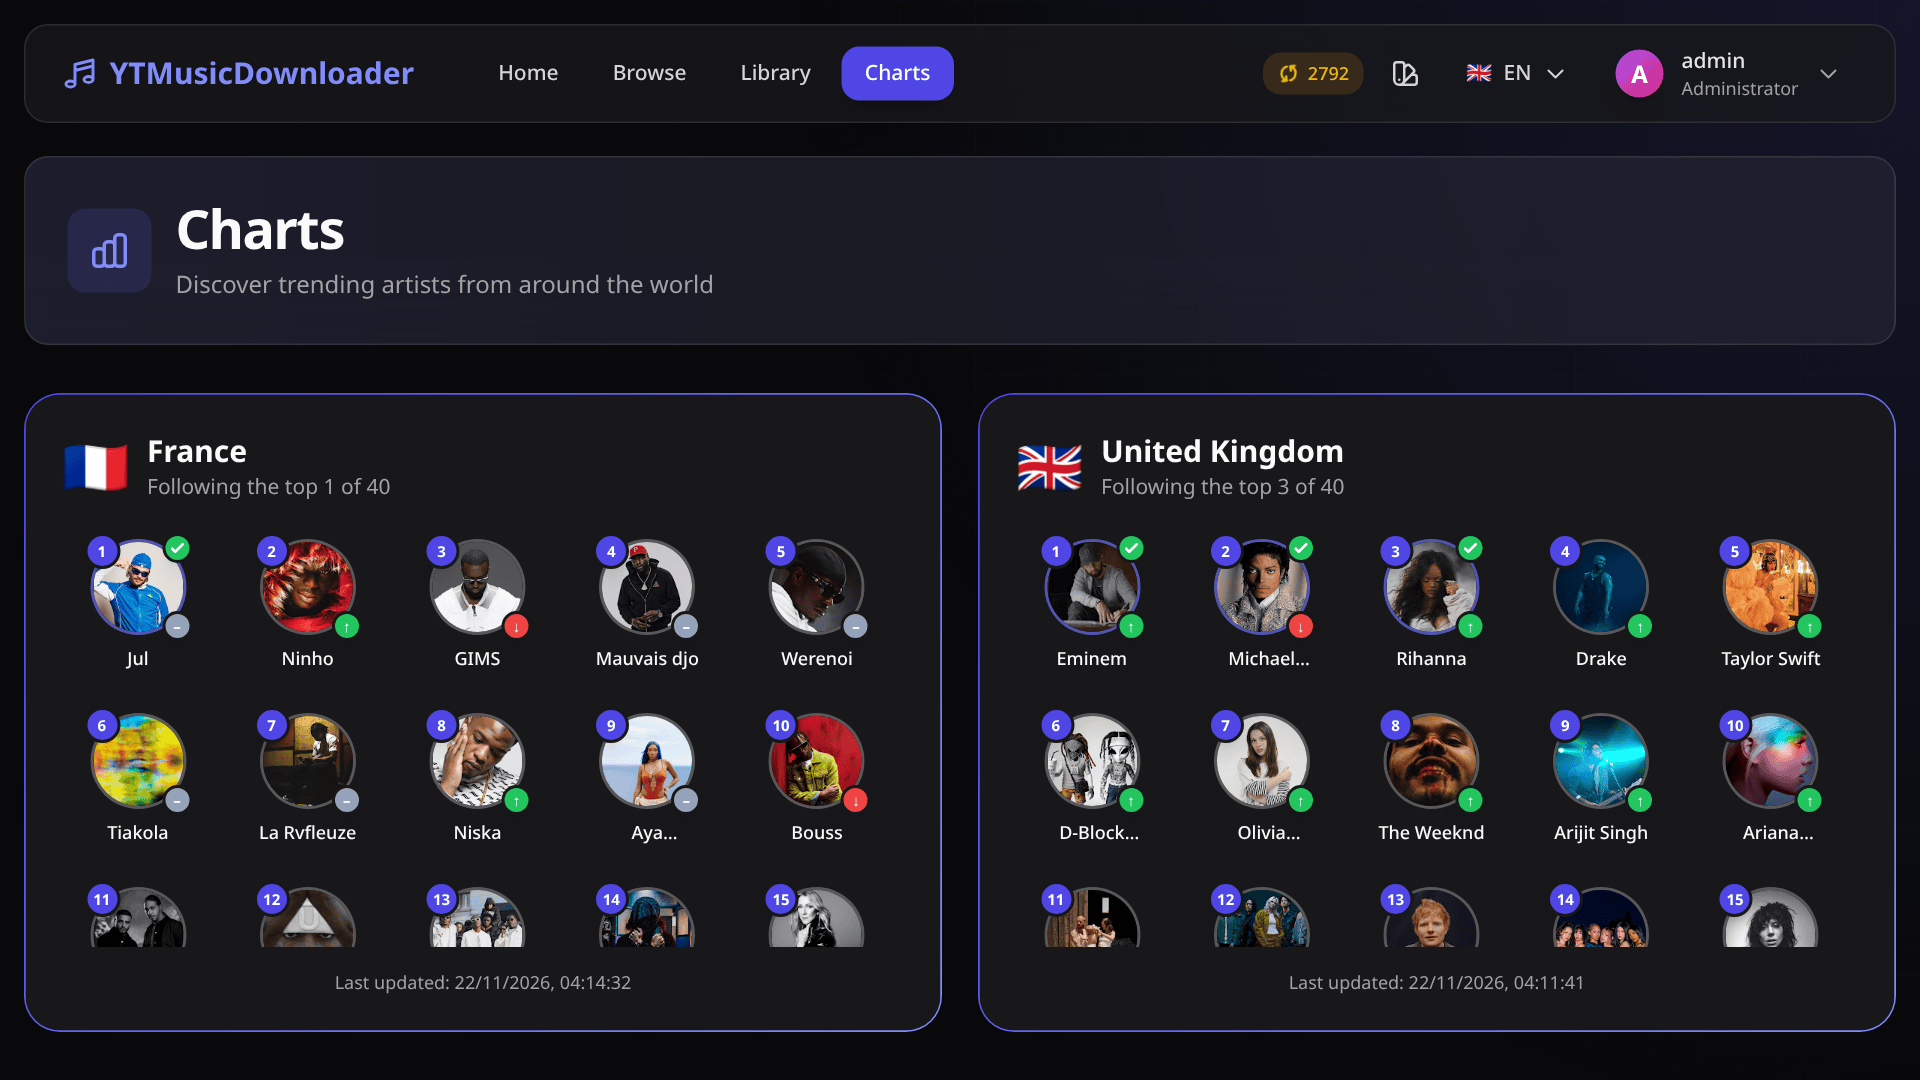 YTMusicDownloader
Home
Browse
Library
Charts
2792
EN
A
admin
Administrator
Charts
Discover trending artists from around the world
France
Following the top 1 of 40
1
2
3
4
5
Jul
Ninho
GIMS
Mauvais djo
Werenoi
6
7
8
9
10
Tiakola
La Rvfleuze
Niska
Aya...
Bouss
11
12
13
14
15
Last updated: 22/11/2026, 04:14:32
United Kingdom
Following the top 3 of 40
1
2
3
4
5
Eminem
Michael...
Rihanna
Drake
Taylor Swift
6
7
8
9
10
D-Block...
Olivia...
The Weeknd
Arijit Singh
Ariana...
11
12
13
14
15
Last updated: 22/11/2026, 04:11:41